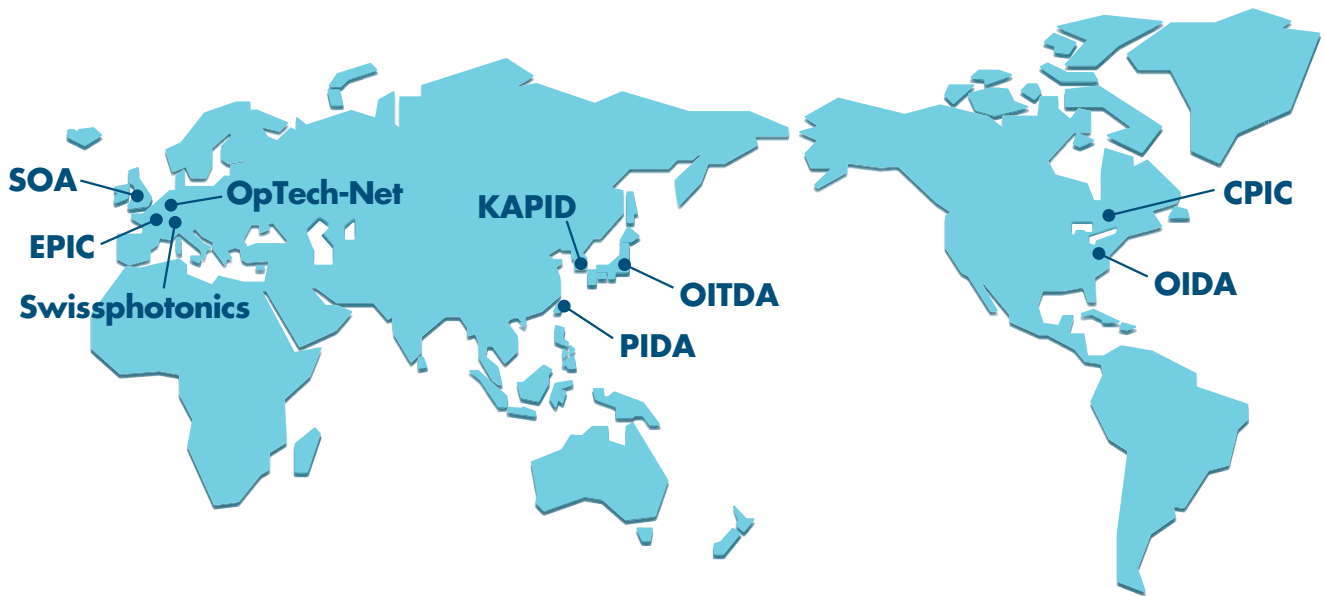 SOA
OpTech-Net
EPIC
Swissphotonics
KAPID
OITDA
PIDA
CPIC
OIDA